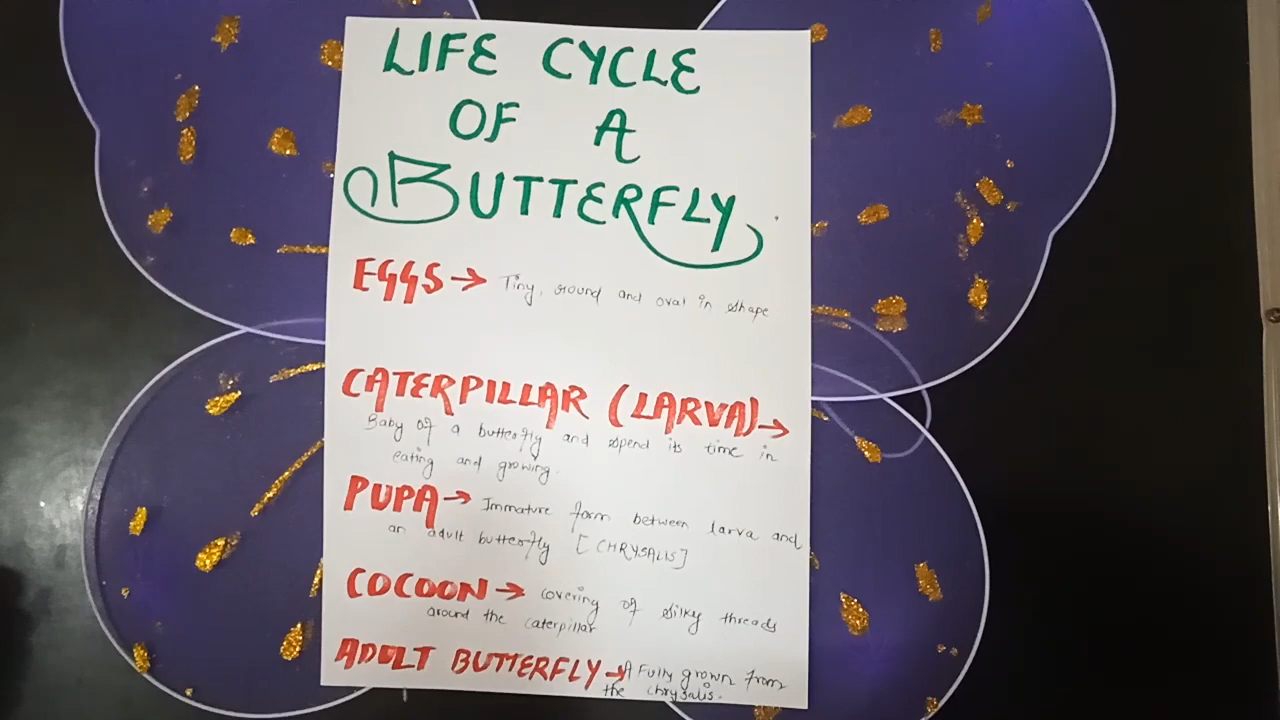 LIFE CYCLE
OF A
BUTTERFLY
EGGS → Tiny, round and oval in shape
CATERPILLAR (LARVA) →
Baby of a butterfly and spend its time in
eating and growing.
PUPA → Immature form between larva and
an adult butterfly [CHRYSALIS]
COCOON → covering of silky threads
around the caterpillar
ADULT BUTTERFLY → A Fully grown from
the chrysalis.